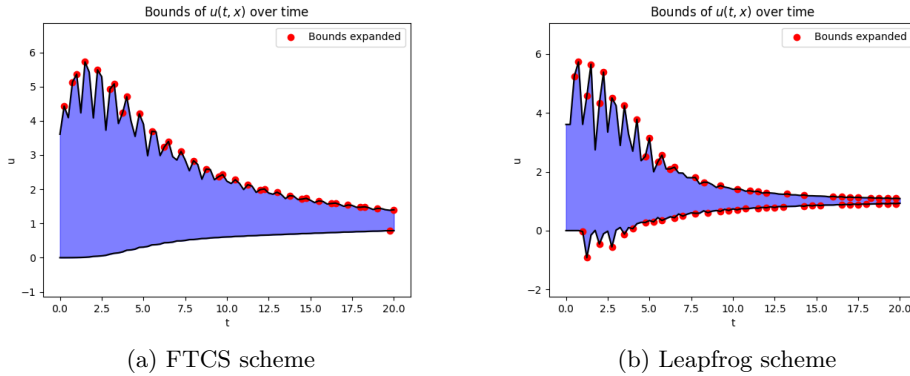 Bounds of u(t, x) over time
Bounds expanded
u
6
5
4
3
2
1
0
−1
0.0 2.5 5.0 7.5 10.0 12.5 15.0 17.5 20.0
t
(a) FTCS scheme
Bounds of u(t, x) over time
Bounds expanded
u
6
4
2
0
−2
0.0 2.5 5.0 7.5 10.0 12.5 15.0 17.5 20.0
t
(b) Leapfrog scheme